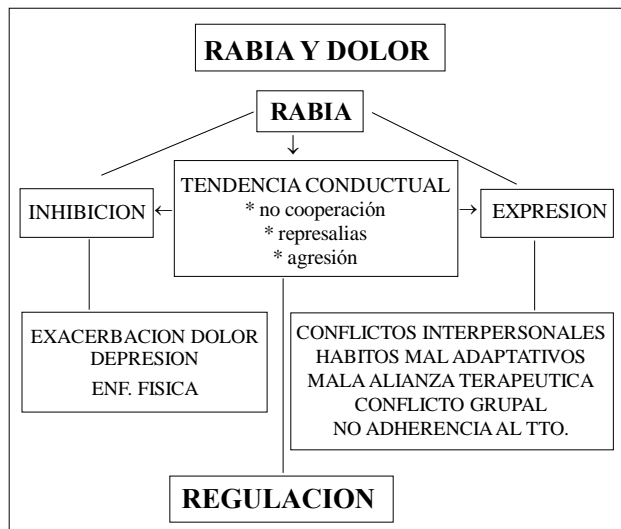 RABIA Y DOLOR
RABIA
INHIBICION
TENDENCIA CONDUCTUAL
* no cooperación
* represalias
* agresión
EXPRESION
EXACERBACION DOLOR
DEPRESION
ENF. FISICA
CONFLICTOS INTERPERSONALES
HABITOS MAL ADAPTATIVOS
MALA ALIANZA TERAPEUTICA
CONFLICTO GRUPAL
NO ADHERENCIA AL TTO.
REGULACION